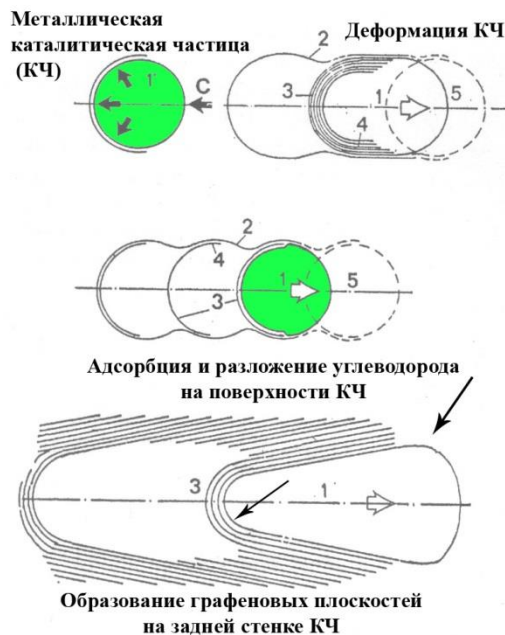 Металлическая
каталитическая частица
(КЧ)
Деформация КЧ
1
C
2
3
1
5
4
2
4
3
1
5
Адсорбция и разложение углеводорода
на поверхности КЧ
3
1
Образование графеновых плоскостей
на задней стенке КЧ